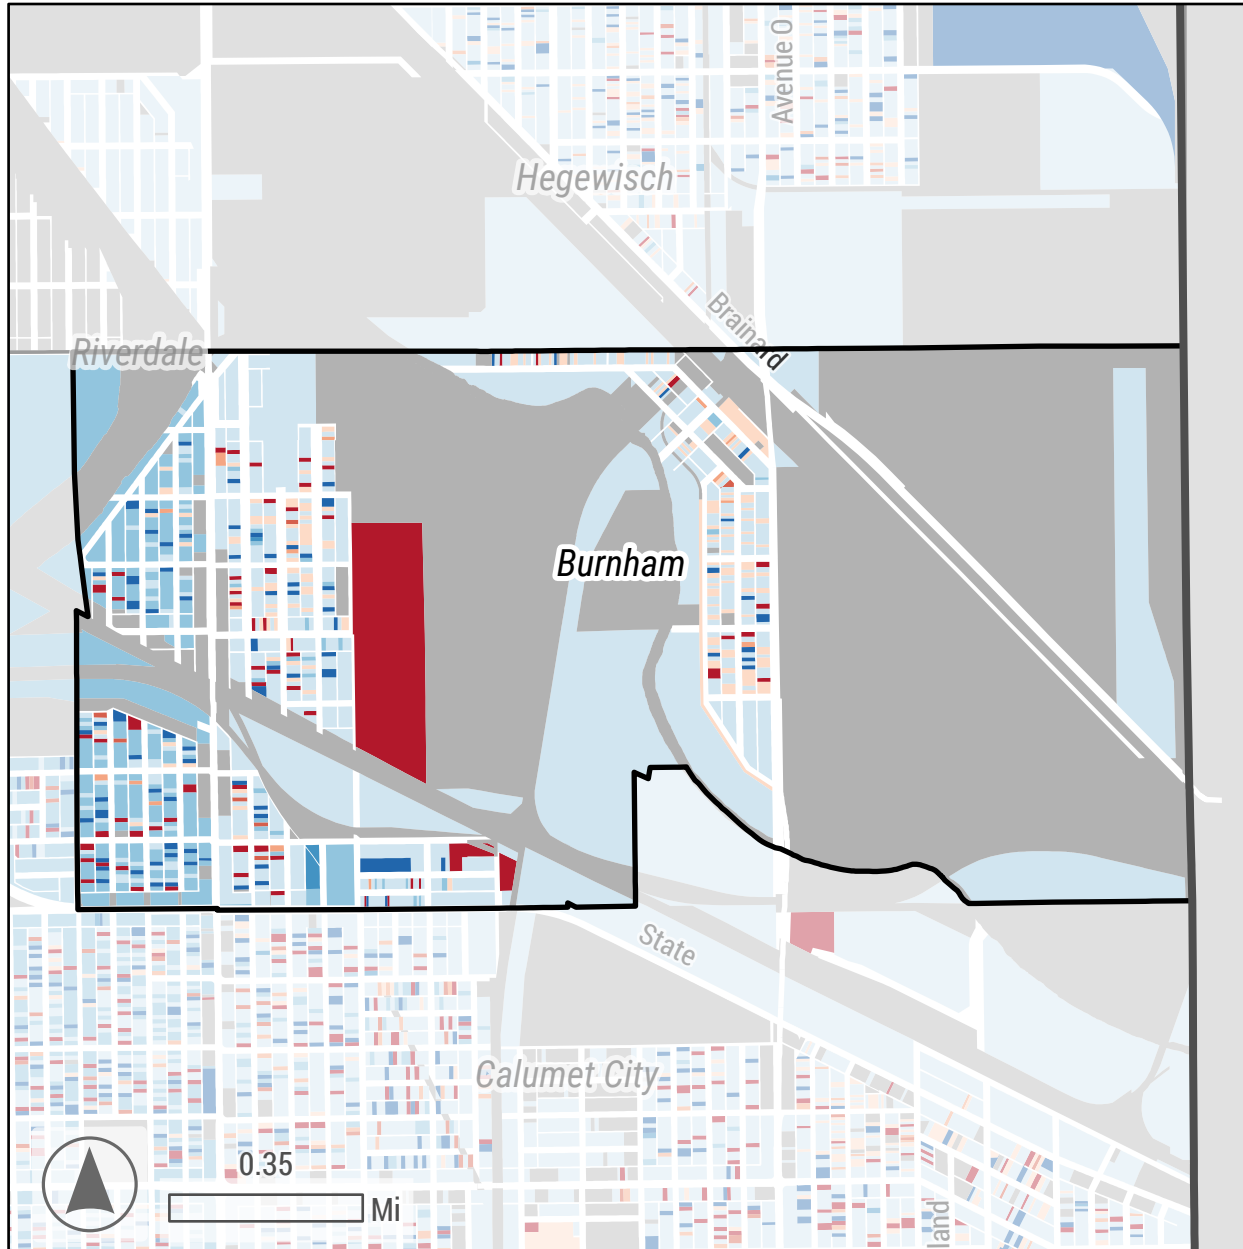 Avenue O
Hegewisch
Brainard
Riverdale
Burnham
State
Calumet City
0.35
Mi
land